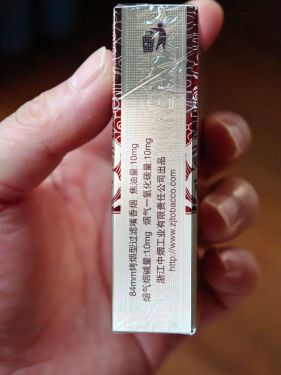 84mm烤烟型过滤嘴香烟 焦油量:10mg
烟气烟碱量:1.0mg 烟气一氧化碳量:10mg
浙江中烟工业有限责任公司出品
http://www.zjtobacco.com